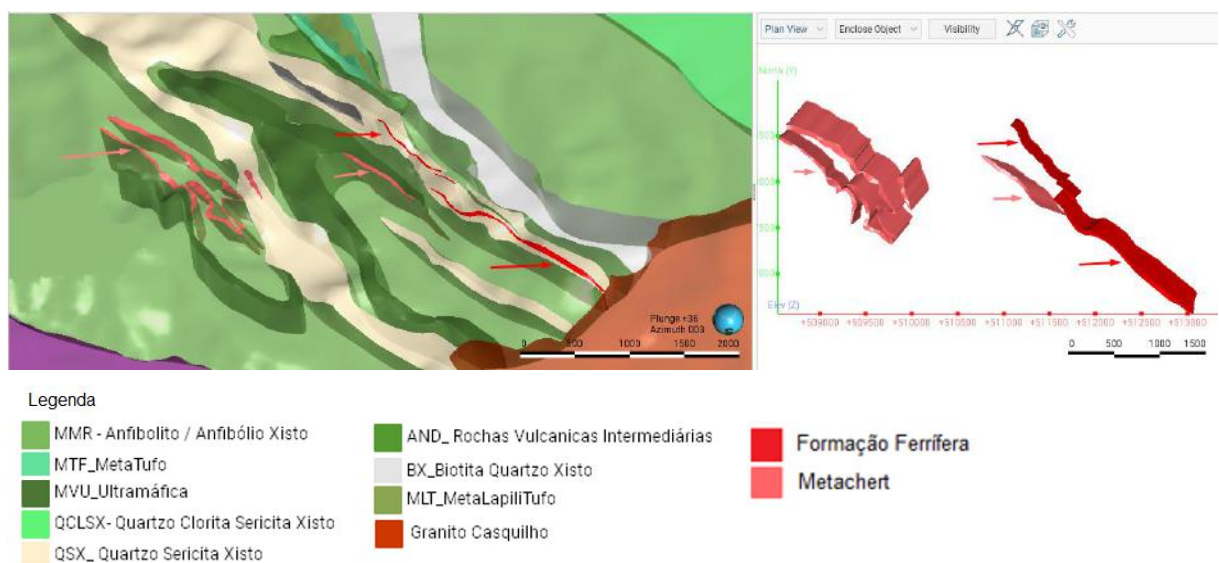 Plan View
Enclose Object
Visibility
Plunge +36
Azimuth 003
0 500 1000 1500 2000
Elev (Z)
+509000 +509500 +510000 +510500 +511000 +511500 +512000 +512500 +513000
0 500 1000 1500
Legenda
MMR - Anfibolito / Anfibólio Xisto
MTF_MetaTufo
MVU_Ultramáfica
QCLSX- Quartzo Clorita Sericita Xisto
QSX_ Quartzo Sericita Xisto
AND_ Rochas Vulcanicas Intermediárias
BX_Biotita Quartzo Xisto
MLT_MetaLapiliTufo
Granito Casquilho
Formação Ferrífera
Metachert